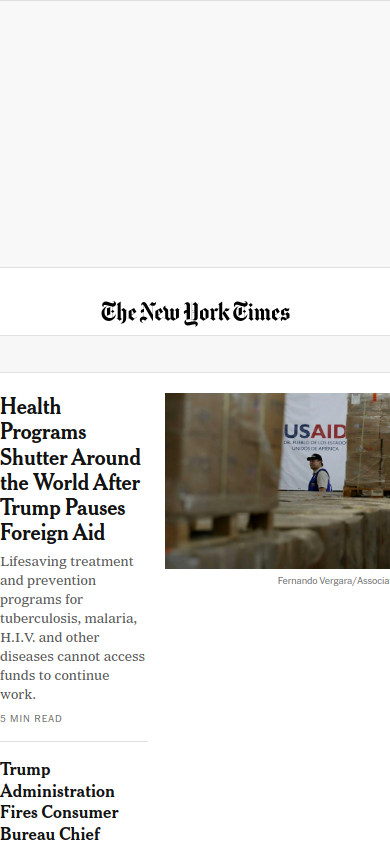 The New York Times
Health
Programs
Shutter Around
the World After
Trump Pauses
Foreign Aid
Lifesaving treatment
and prevention
programs for
tuberculosis, malaria,
H.I.V. and other
diseases cannot access
funds to continue
work.
5 MIN READ
USAID
DEL PUEBLO DE LOS ESTADOS
UNIDOS DE AMÉRICA
Fernando Vergara/Associa
Trump
Administration
Fires Consumer
Bureau Chief